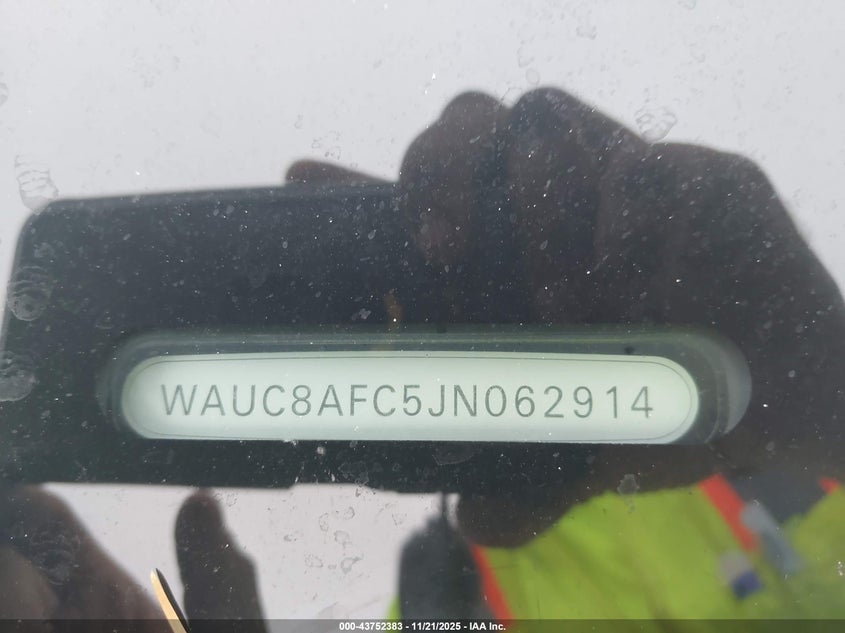 WAUC8AFC5JN062914
000-43752383 - 11/21/2025 - IAA Inc.